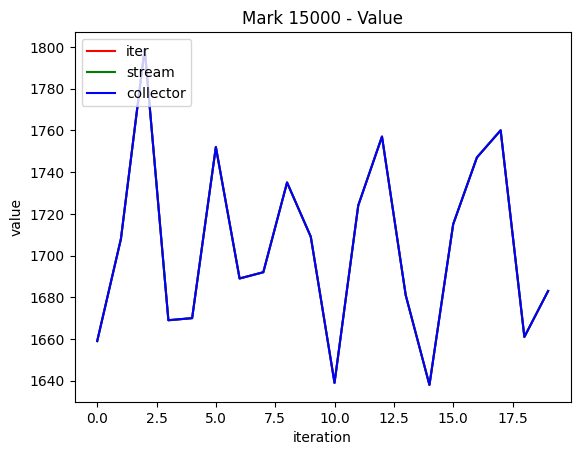 Mark 15000 - Value
iter
stream
collector
value
1800
1780
1760
1740
1720
1700
1680
1660
1640
0.0 2.5 5.0 7.5 10.0 12.5 15.0 17.5
iteration